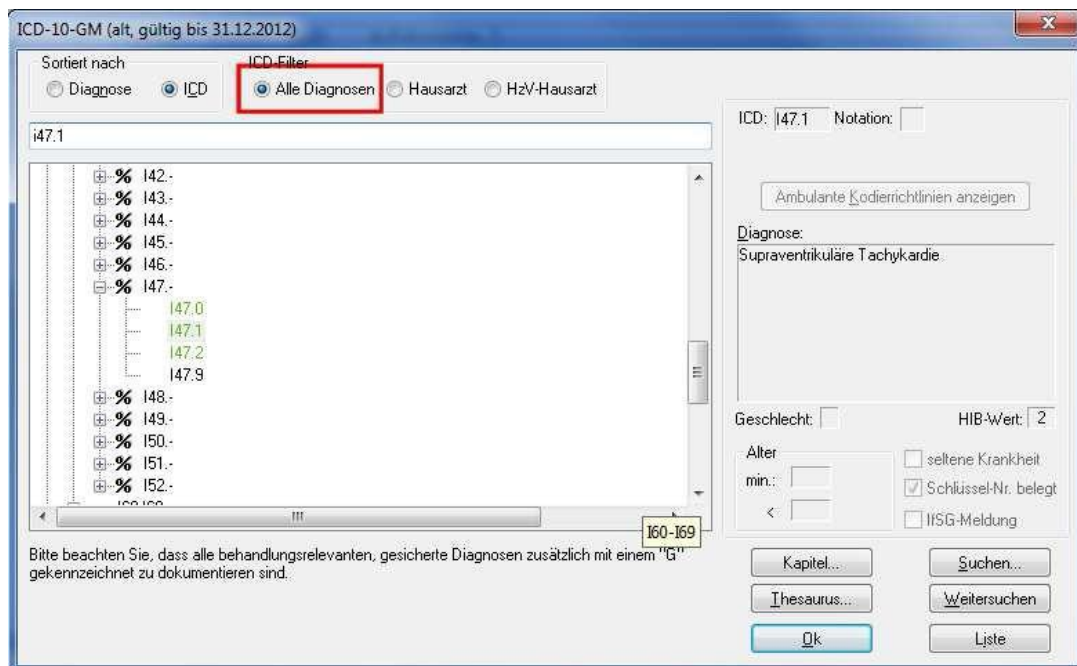 ICD-10-GM (alt, gültig bis 31.12.2012)
Sortiert nach
Diagnose
ICD
ICD-Filter
Alle Diagnosen
Hausarzt
HzV-Hausarzt
i47.1
% I42.-
% I43.-
% I44.-
% I45.-
% I46.-
% I47.-
I47.0
I47.1
I47.2
I47.9
% I48.-
% I49.-
% I50.-
% I51.-
% I52.-
I60-I69
Bitte beachten Sie, dass alle behandlungsrelevanten, gesicherte Diagnosen zusätzlich mit einem "G"
gekennzeichnet zu dokumentieren sind.
ICD: I47.1 Notation:
Ambulante Kodierrichtlinien anzeigen
Diagnose:
Supraventrikuläre Tachykardie
Geschlecht:
HIB-Wert: 2
Alter
min.:
<
seltene Krankheit
Schlüssel-Nr. belegt
IfSG-Meldung
Kapitel...
Suchen...
Thesaurus...
Weitersuchen
Ok
Liste